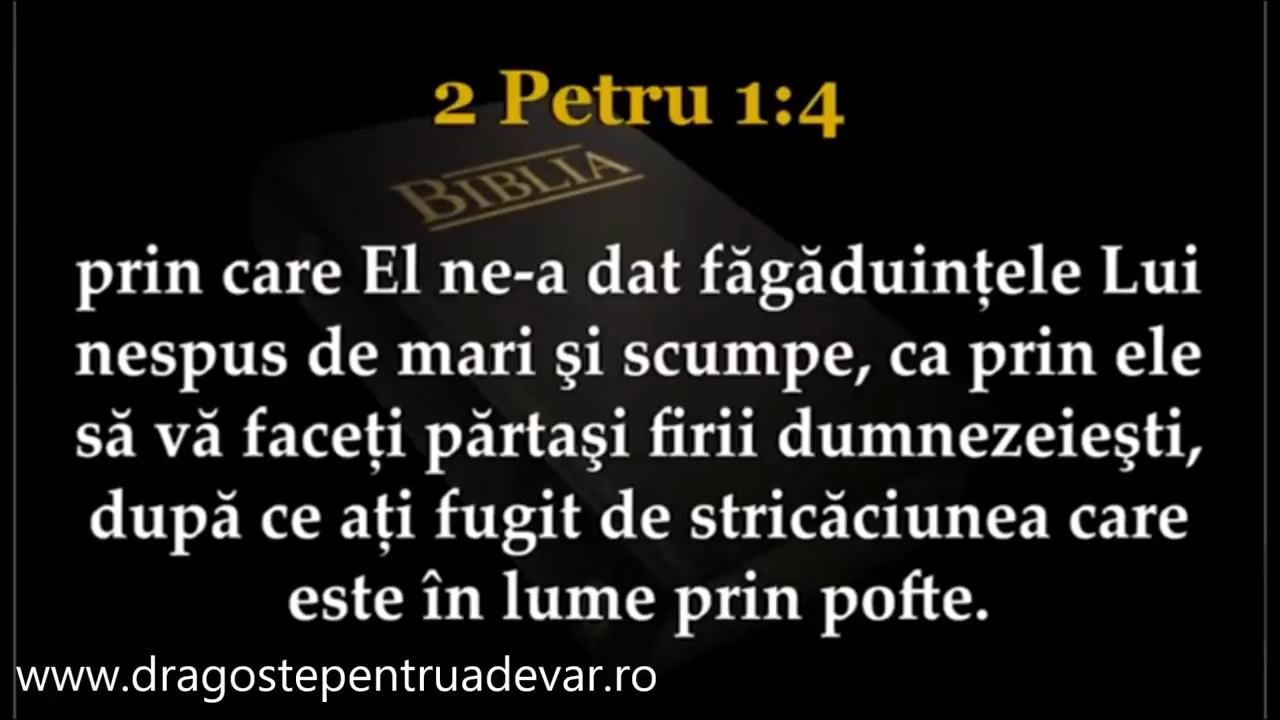 2 Petru 1:4
BIBLIA
prin care El ne-a dat făgăduințele Lui
nespus de mari şi scumpe, ca prin ele
să vă faceți părtaşi firii dumnezeieşti,
după ce ați fugit de stricăciunea care
este în lume prin pofte.
www.dragostepentruadevar.ro